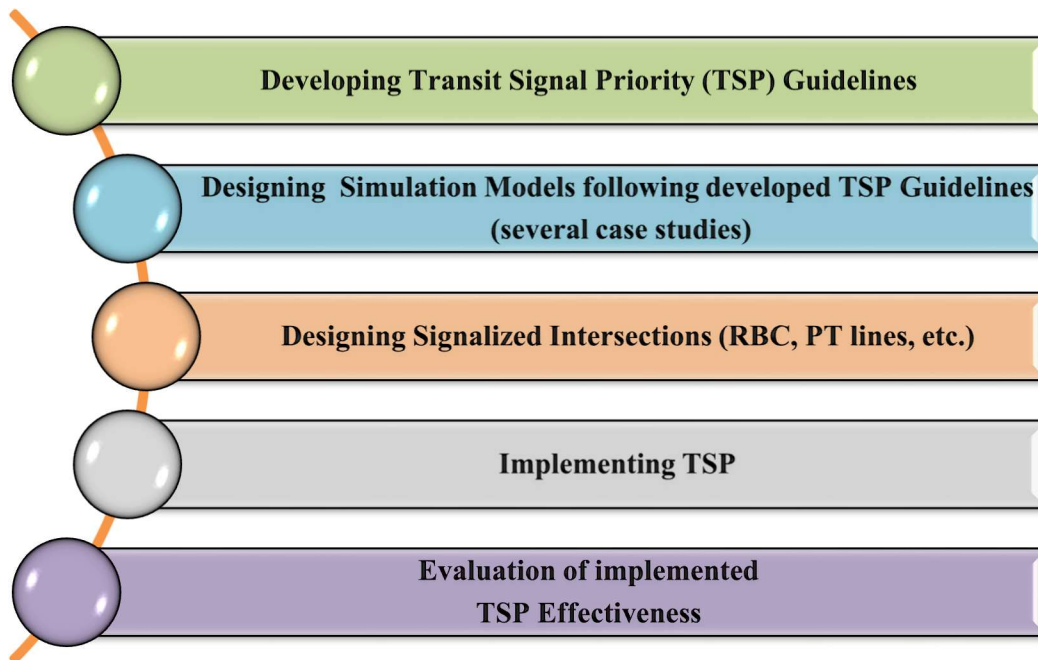 Developing Transit Signal Priority (TSP) Guidelines
Designing Simulation Models following developed TSP Guidelines
(several case studies)
Designing Signalized Intersections (RBC, PT lines, etc.)
Implementing TSP
Evaluation of implemented
TSP Effectiveness